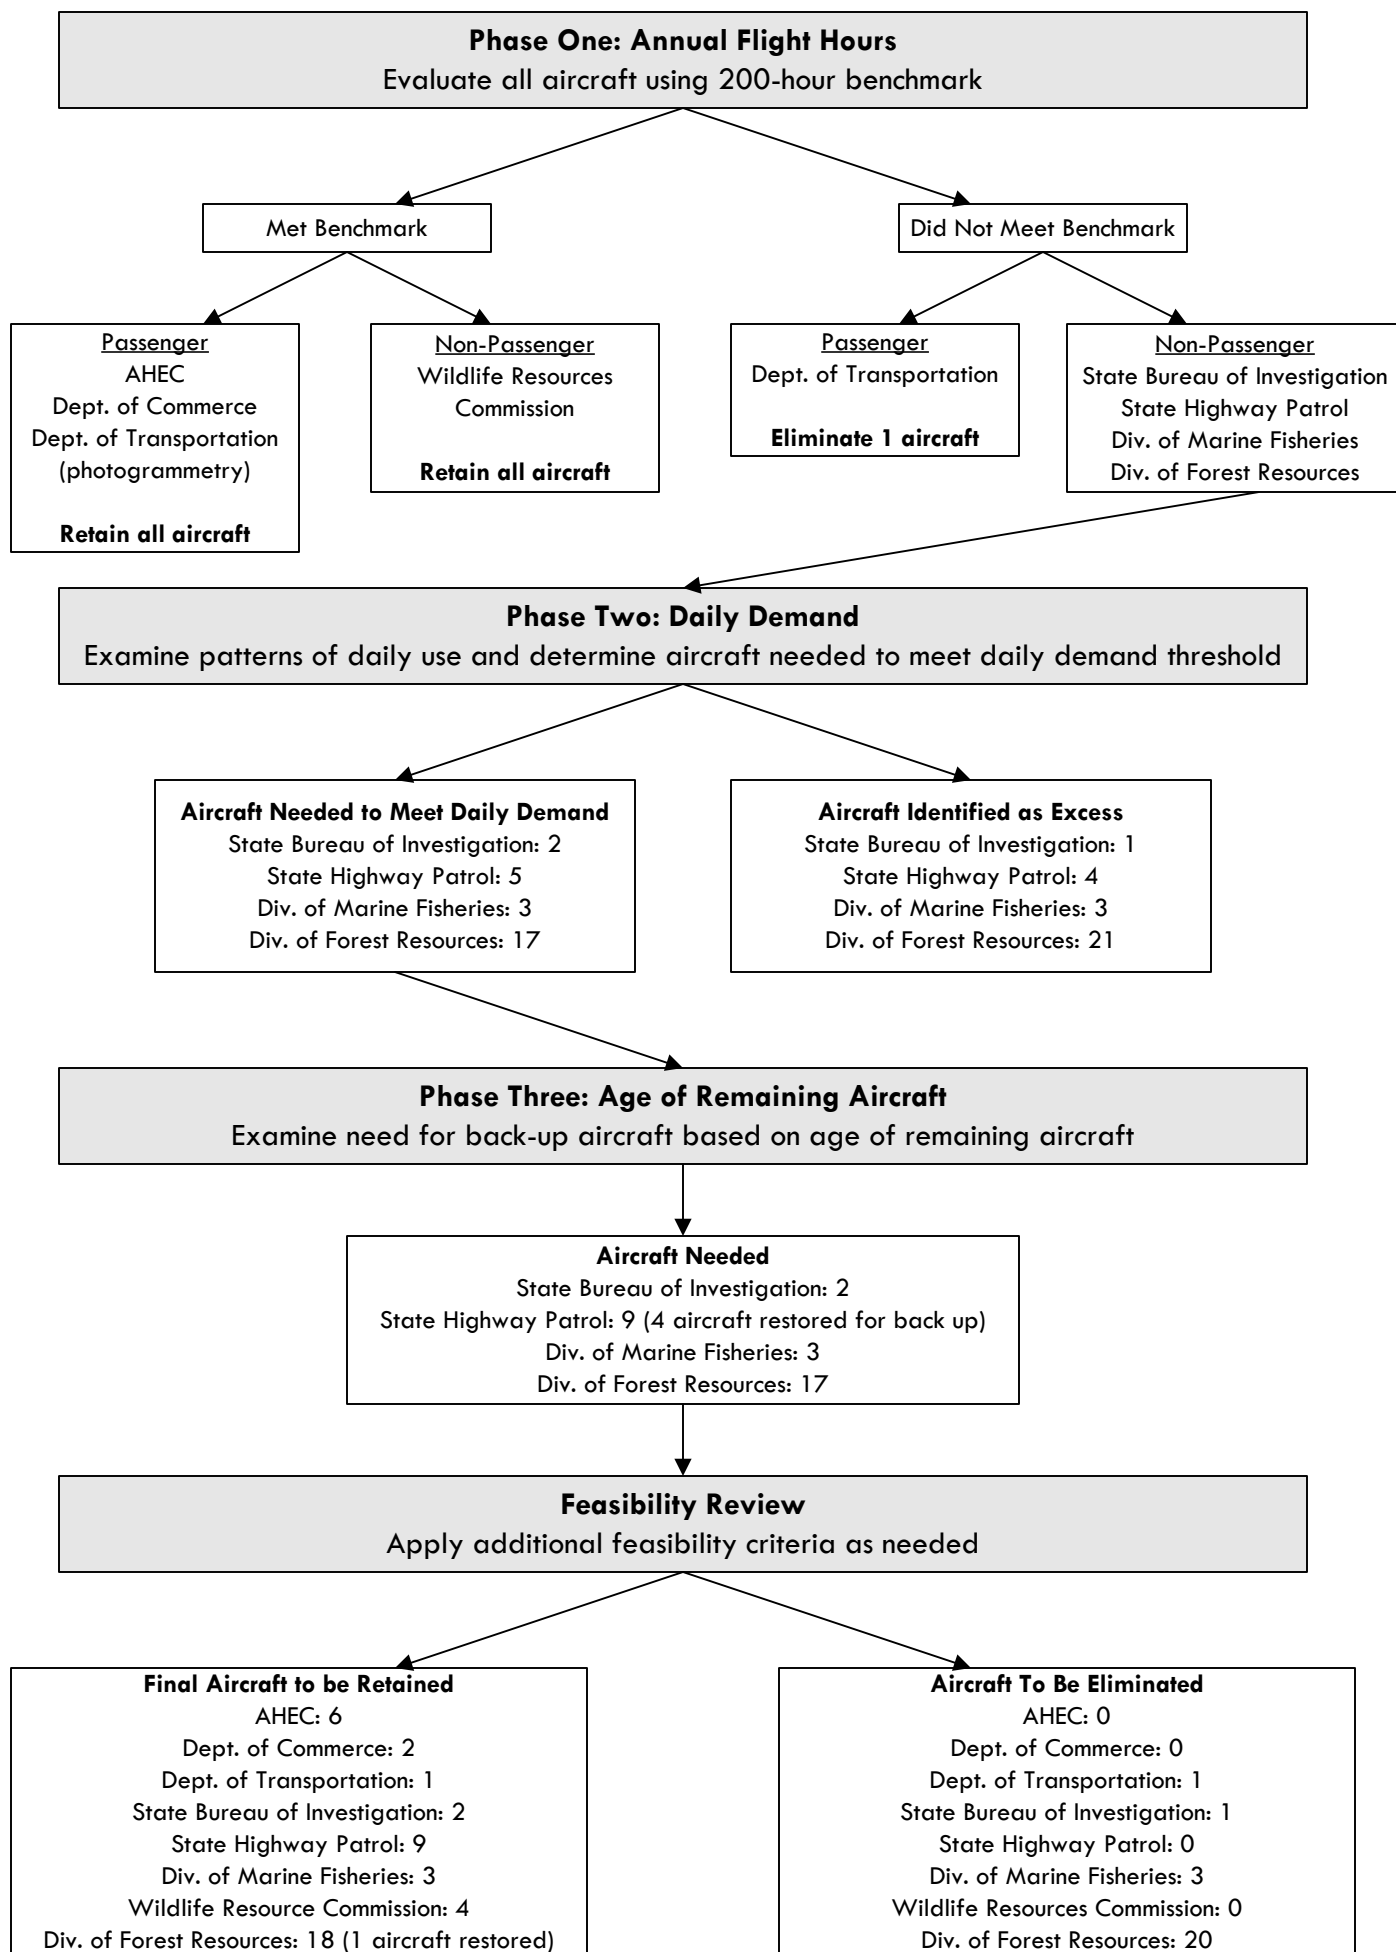 Phase One: Annual Flight Hours
Evaluate all aircraft using 200-hour benchmark
Met Benchmark
Did Not Meet Benchmark
Passenger
AHEC
Dept. of Commerce
Dept. of Transportation
(photogrammetry)
Retain all aircraft
Non-Passenger
Wildlife Resources
Commission
Retain all aircraft
Passenger
Dept. of Transportation
Eliminate 1 aircraft
Non-Passenger
State Bureau of Investigation
State Highway Patrol
Div. of Marine Fisheries
Div. of Forest Resources
Phase Two: Daily Demand
Examine patterns of daily use and determine aircraft needed to meet daily demand threshold
Aircraft Needed to Meet Daily Demand
State Bureau of Investigation: 2
State Highway Patrol: 5
Div. of Marine Fisheries: 3
Div. of Forest Resources: 17
Aircraft Identified as Excess
State Bureau of Investigation: 1
State Highway Patrol: 4
Div. of Marine Fisheries: 3
Div. of Forest Resources: 21
Phase Three: Age of Remaining Aircraft
Examine need for back-up aircraft based on age of remaining aircraft
Aircraft Needed
State Bureau of Investigation: 2
State Highway Patrol: 9 (4 aircraft restored for back up)
Div. of Marine Fisheries: 3
Div. of Forest Resources: 17
Feasibility Review
Apply additional feasibility criteria as needed
Final Aircraft to be Retained
AHEC: 6
Dept. of Commerce: 2
Dept. of Transportation: 1
State Bureau of Investigation: 2
State Highway Patrol: 9
Div. of Marine Fisheries: 3
Wildlife Resource Commission: 4
Div. of Forest Resources: 18 (1 aircraft restored)
Aircraft To Be Eliminated
AHEC: 0
Dept. of Commerce: 0
Dept. of Transportation: 1
State Bureau of Investigation: 1
State Highway Patrol: 0
Div. of Marine Fisheries: 3
Wildlife Resources Commission: 0
Div. of Forest Resources: 20